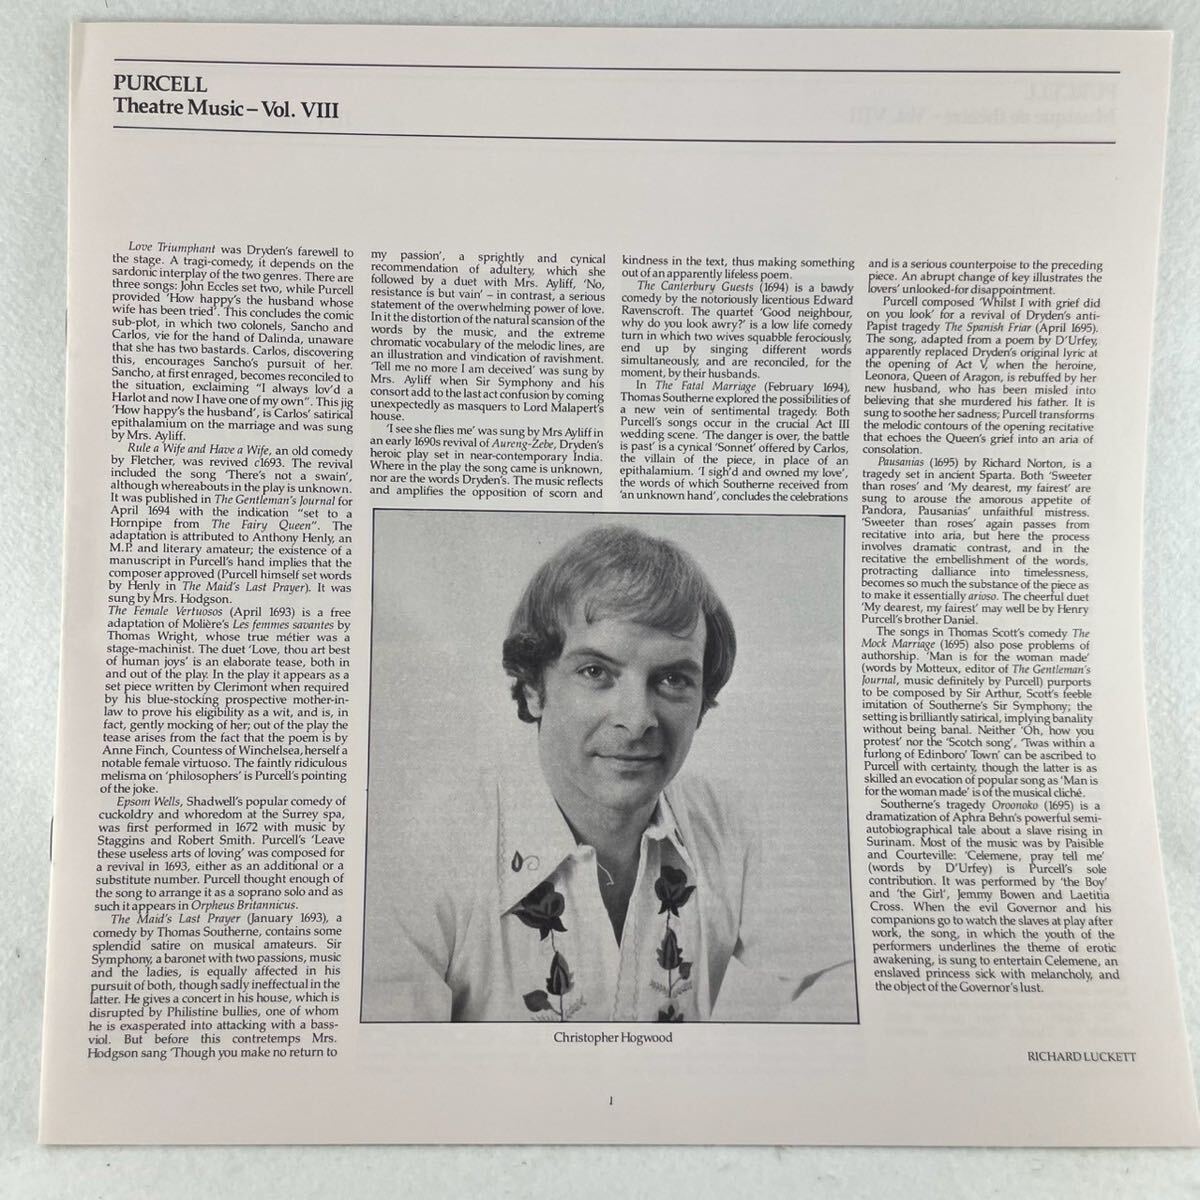 PURCELL
Theatre Music – Vol. VIII
Love Triumphant was Dryden's farewell to
the stage. A tragi-comedy, it depends on the
sardonic interplay of the two genres. There are
three songs: John Eccles set two, while Purcell
provided 'How happy's the husband whose
wife has been tried'. This concludes the comic
sub-plot, in which two colonels, Sancho and
Carlos, vie for the hand of Dalinda, unaware
that she has two bastards. Carlos, discovering
this, encourages Sancho's pursuit of her.
Sancho, at first enraged, becomes reconciled to
the situation, exclaiming "I always lov'd a
Harlot and now I have one of my own". This jig
'How happy's the husband', is Carlos' satirical
epithalamium on the marriage and was sung
by Mrs. Ayliff.
Rule a Wife and Have a Wife, an old comedy
by Fletcher, was revived c1693. The revival
included the song 'There's not a swain',
although whereabouts in the play is unknown.
It was published in The Gentleman's Journal for
April 1694 with the indication "set to a
Hornpipe from The Fairy Queen". The
adaptation is attributed to Anthony Henly, an
M.P. and literary amateur; the existence of a
manuscript in Purcell's hand implies that the
composer approved (Purcell himself set words
by Henly in The Maid's Last Prayer). It was
sung by Mrs. Hodgson.
The Female Vertuosos (April 1693) is a free
adaptation of Molière's Les femmes savantes by
Thomas Wright, whose true métier was a
stage-machinist. The duet 'Love, thou art best
of human joys' is an elaborate tease, both in
and out of the play. In the play it appears as a
set piece written by Clerimont when required
by his blue-stocking prospective mother-in-
law to prove his eligibility as a wit, and is, in
fact, gently mocking of her; out of the play the
tease arises from the fact that the poem is by
Anne Finch, Countess of Winchelsea, herself a
notable female virtuoso. The faintly ridiculous
melisma on 'philosophers' is Purcell's pointing
of the joke.
Epsom Wells, Shadwell's popular comedy of
cuckoldry and whoredom at the Surrey spa,
was first performed in 1672 with music by
Staggins and Robert Smith. Purcell's 'Leave
these useless arts of loving' was composed for
a revival in 1693, either as an additional or a
substitute number. Purcell thought enough of
the song to arrange it as a soprano solo and as
such it appears in Orpheus Britannicus.
The Maid's Last Prayer (January 1693), a
comedy by Thomas Southerne, contains some
splendid satire on musical amateurs. Sir
Symphony, a baronet with two passions, music
and the ladies, is equally affected in his
pursuit of both, though sadly ineffectual in the
latter. He gives a concert in his house, which is
disrupted by Philistine bullies, one of whom
he is exasperated into attacking with a bass-
viol. But before this contretemps Mrs.
Hodgson sang 'Though you make no return to
my passion', a sprightly and cynical
recommendation of adultery, which she
followed by a duet with Mrs. Ayliff, 'No,
resistance is but vain' – in contrast, a serious
statement of the overwhelming power of love.
In it the distortion of the natural scansion of the
words by the music, and the extreme
chromatic vocabulary of the melodic lines, are
an illustration and vindication of ravishment.
'Tell me no more I am deceived' was sung by
Mrs. Ayliff when Sir Symphony and his
consort add to the last act confusion by coming
unexpectedly as masquers to Lord Malapert's
house.
'I see she flies me' was sung by Mrs Ayliff in
an early 1690s revival of Aureng-Zebe, Dryden's
heroic play set in near-contemporary India.
Where in the play the song came is unknown,
nor are the words Dryden's. The music reflects
and amplifies the opposition of scorn and
kindness in the text, thus making something
out of an apparently lifeless poem.
The Canterbury Guests (1694) is a bawdy
comedy by the notoriously licentious Edward
Ravenscroft. The quartet 'Good neighbour,
why do you look awry?' is a low life comedy
turn in which two wives squabble ferociously,
end up by singing different words
simultaneously, and are reconciled, for the
moment, by their husbands.
In The Fatal Marriage (February 1694),
Thomas Southerne explored the possibilities of
a new vein of sentimental tragedy. Both
Purcell's songs occur in the crucial Act III
wedding scene. 'The danger is over, the battle
is past' is a cynical 'Sonnet' offered by Carlos,
the villain of the piece, in place of an
epithalamium. 'I sigh'd and owned my love',
the words of which Southerne received from
'an unknown hand', concludes the celebrations
and is a serious counterpoise to the preceding
piece. An abrupt change of key illustrates the
lovers' unlooked-for disappointment.
Purcell composed 'Whilst I with grief did
on you look' for a revival of Dryden's anti-
Papist tragedy The Spanish Friar (April 1695).
The song, adapted from a poem by D'Urfey,
apparently replaced Dryden's original lyric at
the opening of Act V, when the heroine,
Leonora, Queen of Aragon, is rebuffed by her
new husband, who has been misled into
believing that she murdered his father. It is
sung to soothe her sadness; Purcell transforms
the melodic contours of the opening recitative
that echoes the Queen's grief into an aria of
consolation.
Pausanias (1695) by Richard Norton, is a
tragedy set in ancient Sparta. Both 'Sweeter
than roses' and 'My dearest, my fairest' are
sung to arouse the amorous appetite of
Pandora, Pausanias' unfaithful mistress.
'Sweeter than roses' again passes from
recitative into aria, but here the process
involves dramatic contrast, and in the
recitative the embellishment of the words,
protracting dalliance into timelessness,
becomes so much the substance of the piece as
to make it essentially arioso. The cheerful duet
'My dearest, my fairest' may well be by Henry
Purcell's brother Daniel.
The songs in Thomas Scott's comedy The
Mock Marriage (1695) also pose problems of
authorship. 'Man is for the woman made'
(words by Motteux, editor of The Gentleman's
Journal, music definitely by Purcell) purports
to be composed by Sir Arthur, Scott's feeble
imitation of Southerne's Sir Symphony; the
setting is brilliantly satirical, implying banality
without being banal. Neither 'Oh, how you
protest' nor the 'Scotch song', 'Twas within a
furlong of Edinboro' Town' can be ascribed to
Purcell with certainty, though the latter is as
skilled an evocation of popular song as 'Man is
for the woman made' is of the musical cliché.
Southerne's tragedy Oroonoko (1695) is a
dramatization of Aphra Behn's powerful semi-
autobiographical tale about a slave rising in
Surinam. Most of the music was by Paisible
and Courteville: 'Celemene, pray tell me'
(words by D'Urfey) is Purcell's sole
contribution. It was performed by 'the Boy'
and 'the Girl', Jemmy Bowen and Laetitia
Cross. When the evil Governor and his
companions go to watch the slaves at play after
work, the song, in which the youth of the
performers underlines the theme of erotic
awakening, is sung to entertain Celemene, an
enslaved princess sick with melancholy, and
the object of the Governor's lust.
Christopher Hogwood
RICHARD LUCKETT
1